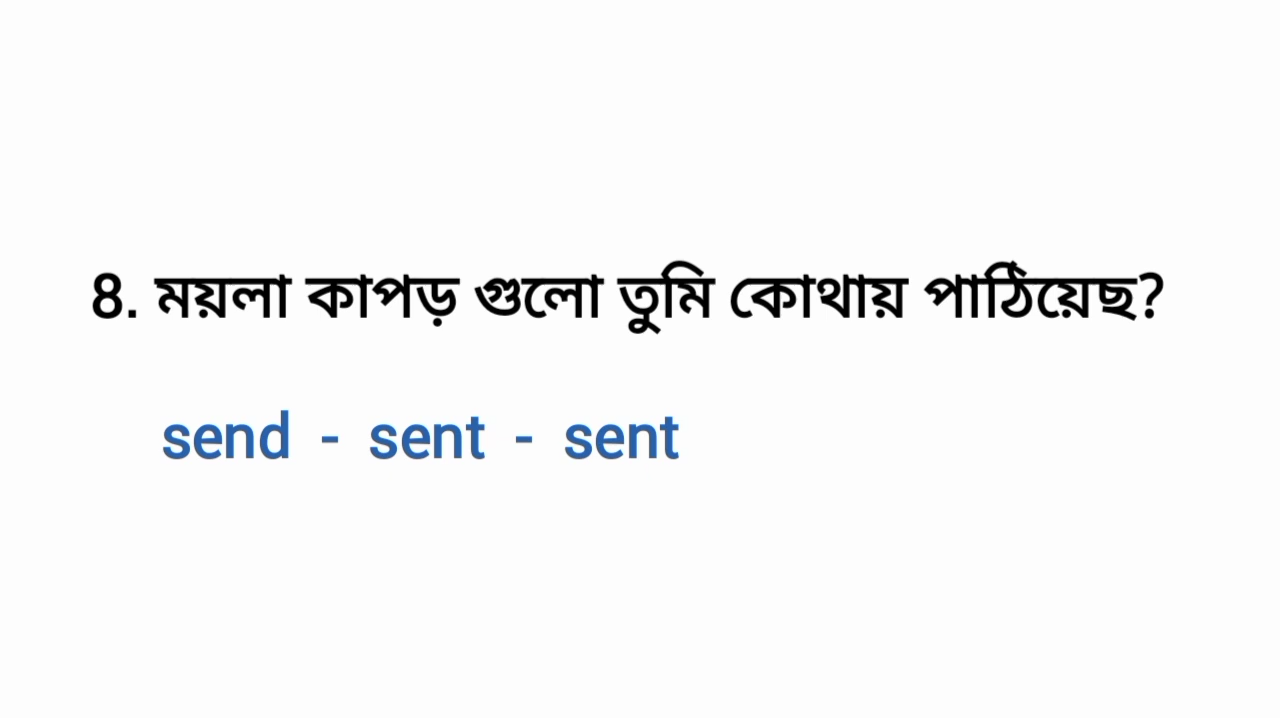 8. ময়লা কাপড় গুলো তুমি কোথায় পাঠিয়েছ?
send - sent - sent